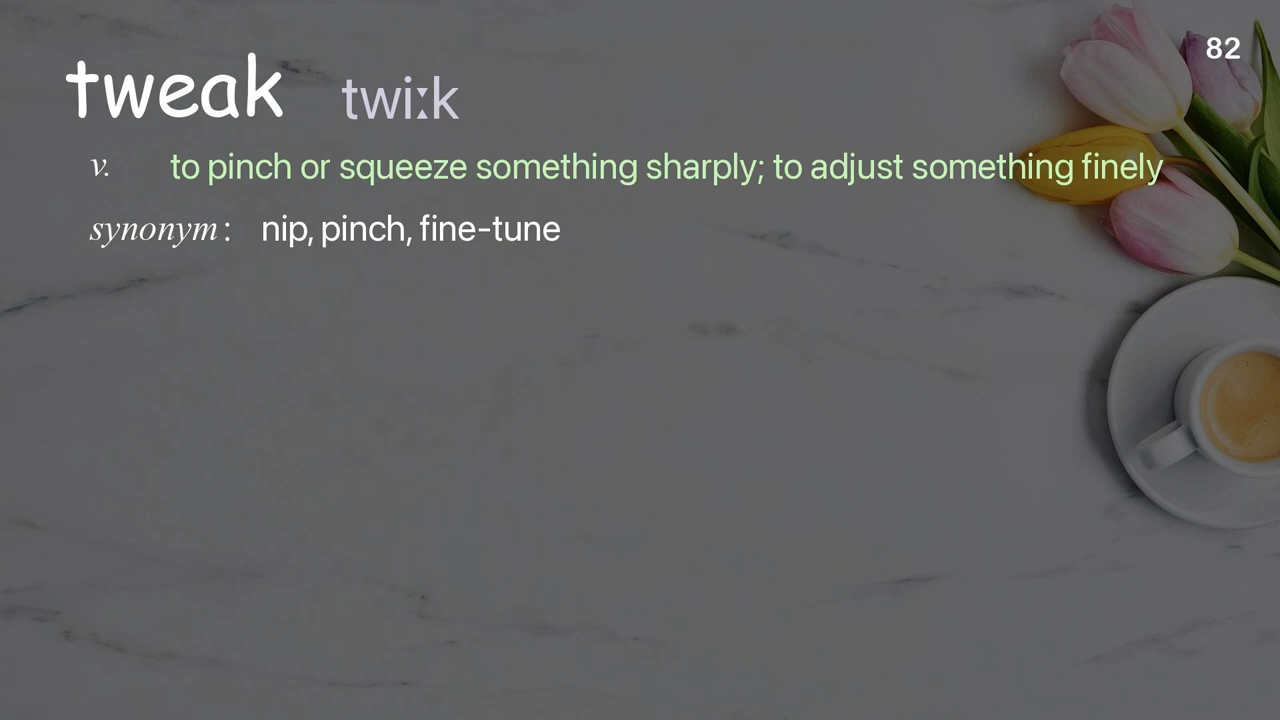 82
tweak twiːk
v. to pinch or squeeze something sharply; to adjust something finely
synonym : nip, pinch, fine-tune